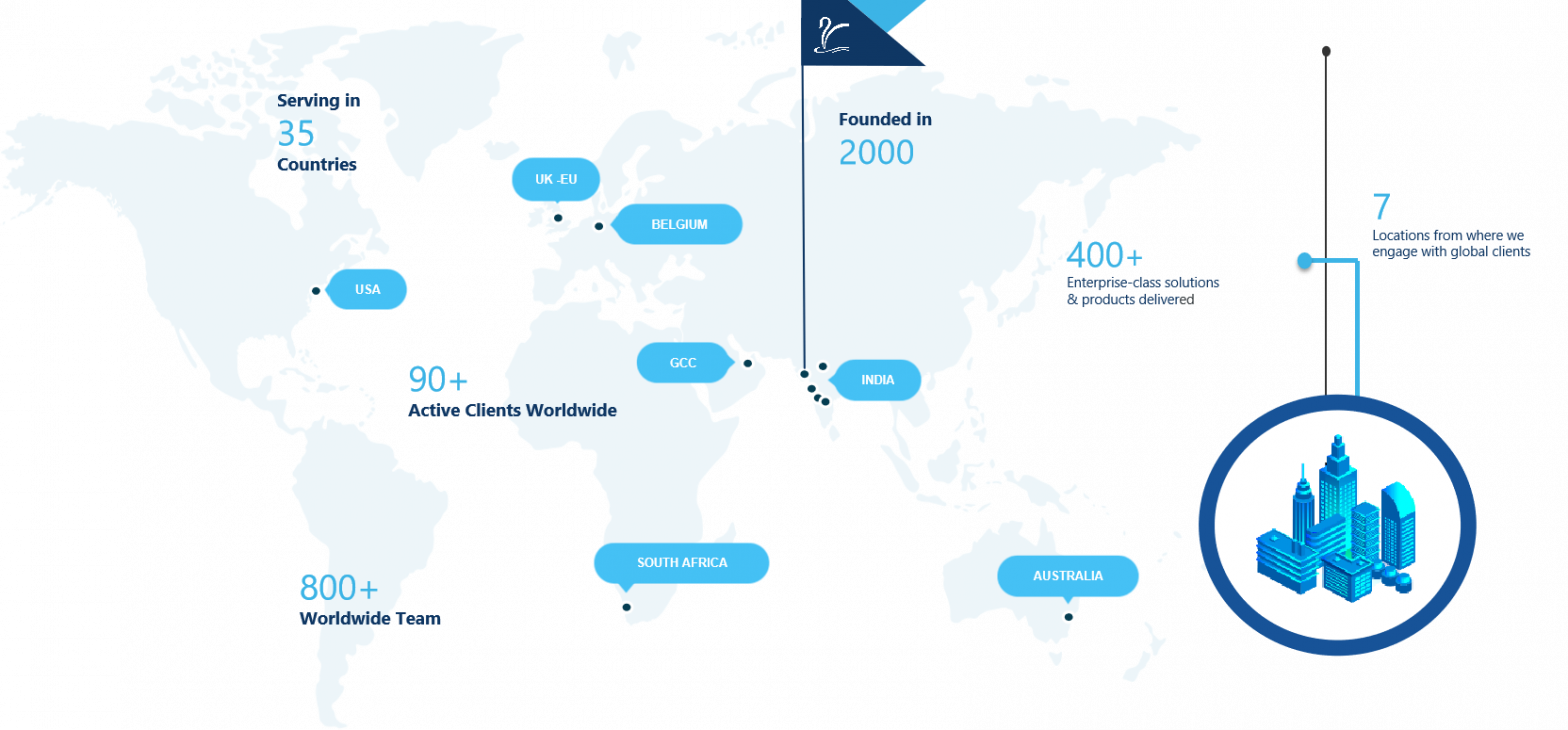 Serving in
35
Countries
Founded in
2000
UK -EU
BELGIUM
7
Locations from where we
engage with global clients
400+
Enterprise-class solutions
& products delivered
USA
GCC
INDIA
90+
Active Clients Worldwide
SOUTH AFRICA
AUSTRALIA
800+
Worldwide Team